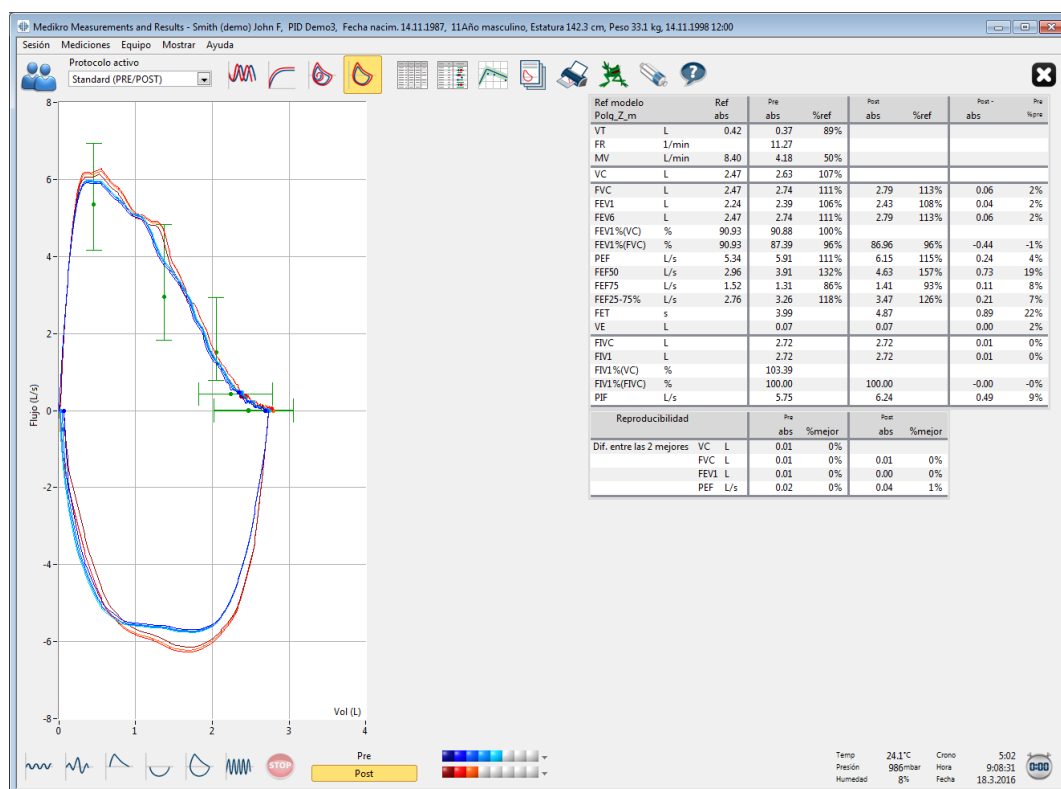 Medikro Measurements and Results - Smith (demo) John F, PID Demo3, Fecha nacim. 14.11.1987, 11Año masculino, Estatura 142.3 cm, Peso 33.1 kg, 14.11.1998 12:00
Sesión Mediciones Equipo Mostrar Ayuda
Protocolo activo
Standard (PRE/POST)
Ref modelo Ref Pre Post Post - Pre
Polq_Z_m abs abs %ref abs %ref abs %pre
VT L 0.42 0.37 89%
FR 1/min 11.27
MV L/min 8.40 4.18 50%
VC L 2.47 2.63 107%
FVC L 2.47 2.74 111% 2.79 113% 0.06 2%
FEV1 L 2.24 2.39 106% 2.43 108% 0.04 2%
FEV6 L 2.47 2.74 111% 2.79 113% 0.06 2%
FEV1%(VC) % 90.93 90.88 100%
FEV1%(FVC) % 90.93 87.39 96% 86.96 96% -0.44 -1%
PEF L/s 5.34 5.91 111% 6.15 115% 0.24 4%
FEF50 L/s 2.96 3.91 132% 4.63 157% 0.73 19%
FEF75 L/s 1.52 1.31 86% 1.41 93% 0.11 8%
FEF25-75% L/s 2.76 3.26 118% 3.47 126% 0.21 7%
FET s 3.99 4.87 0.89 22%
VE L 0.07 0.07 0.00 2%
FIVC L 2.72 2.72 0.01 0%
FIV1 L 2.72 2.72 0.01 0%
FIV1%(VC) % 103.39
FIV1%(FIVC) % 100.00 100.00 -0.00 -0%
PIF L/s 5.75 6.24 0.49 9%
Reproducibilidad Pre Post
abs %mejor abs %mejor
Dif. entre las 2 mejores VC L 0.01 0%
FVC L 0.01 0% 0.01 0%
FEV1 L 0.01 0% 0.00 0%
PEF L/s 0.02 0% 0.04 1%
8
6
4
2
0
-2
-4
-6
-8
Flujo (L/s)
Vol (L)
0 1 2 3 4
STOP
Pre
Post
Temp 24.1°C Crono 5:02
Presión 986mbar Hora 9:08:31
Humedad 8% Fecha 18.3.2016
0:00